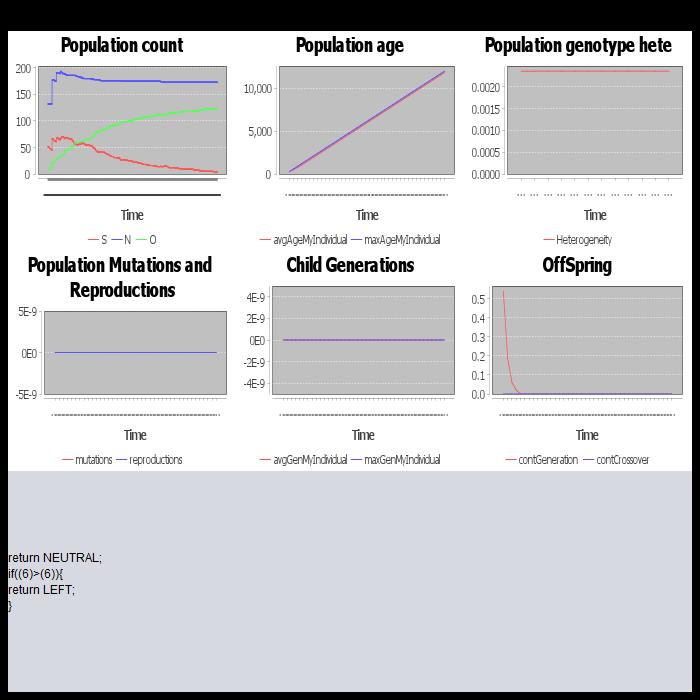 Population count
200
150
100
50
0
Time
S N O
Population age
10,000
5,000
0
Time
avgAgeMyIndividual maxAgeMyIndividual
Population genotype hete
0.0020
0.0015
0.0010
0.0005
0.0000
Time
Heterogeneity
Population Mutations and
Reproductions
5E-9
0E0
-5E-9
Time
mutations reproductions
Child Generations
4E-9
2E-9
0E0
-2E-9
-4E-9
Time
avgGenMyIndividual maxGenMyIndividual
OffSpring
0.5
0.4
0.3
0.2
0.1
0.0
Time
contGeneration contCrossover
return NEUTRAL;
if((6)>(6)){
return LEFT;
}